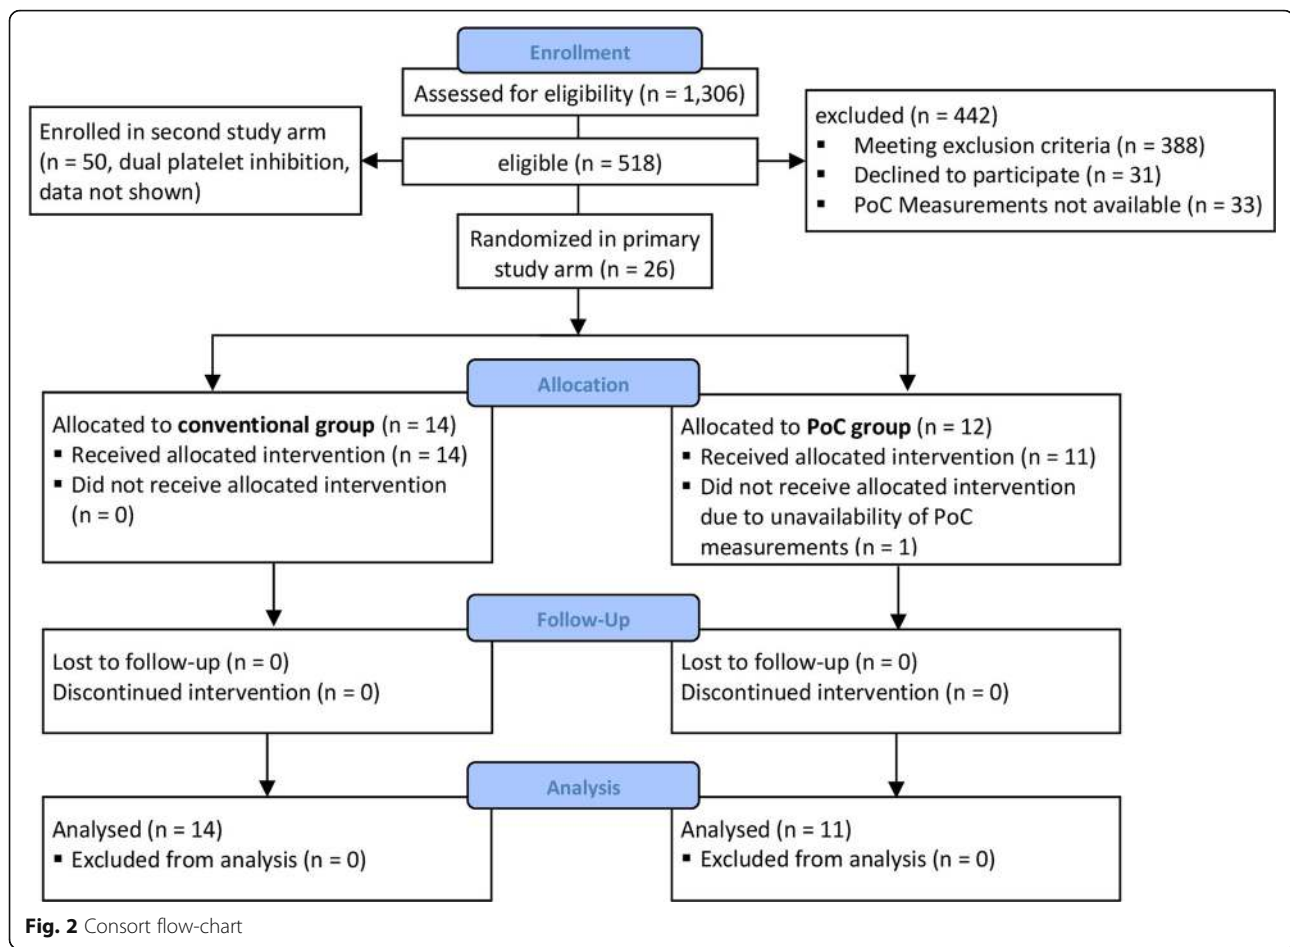 Enrollment
Assessed for eligibility (n = 1,306)
Enrolled in second study arm
(n = 50, dual platelet inhibition,
data not shown)
eligible (n = 518)
excluded (n = 442)
▪ Meeting exclusion criteria (n = 388)
▪ Declined to participate (n = 31)
▪ PoC Measurements not available (n = 33)
Randomized in primary
study arm (n = 26)
Allocation
Allocated to conventional group (n = 14)
▪ Received allocated intervention (n = 14)
▪ Did not receive allocated intervention
(n = 0)
Allocated to PoC group (n = 12)
▪ Received allocated intervention (n = 11)
▪ Did not receive allocated intervention
due to unavailability of PoC
measurements (n = 1)
Follow-Up
Lost to follow-up (n = 0)
Discontinued intervention (n = 0)
Lost to follow-up (n = 0)
Discontinued intervention (n = 0)
Analysis
Analysed (n = 14)
▪ Excluded from analysis (n = 0)
Analysed (n = 11)
▪ Excluded from analysis (n = 0)
Fig. 2 Consort flow-chart